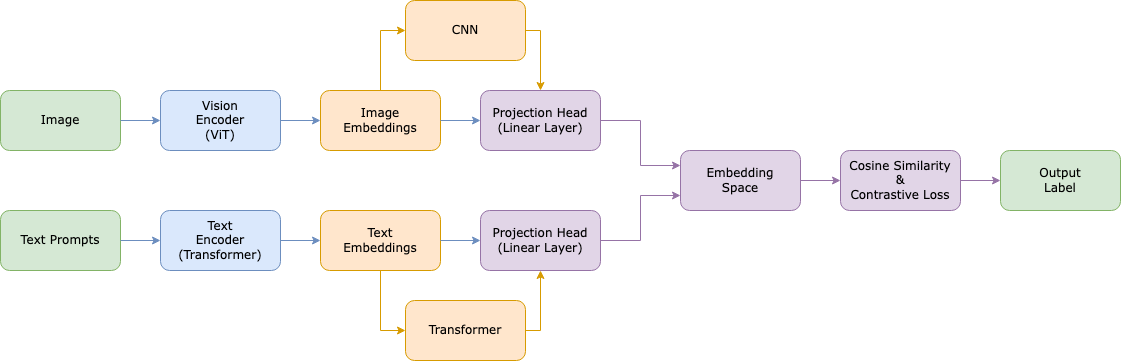 CNN
Image
Vision
Encoder
(ViT)
Image
Embeddings
Projection Head
(Linear Layer)
Embedding
Space
Cosine Similarity
&
Contrastive Loss
Output
Label
Text Prompts
Text
Encoder
(Transformer)
Text
Embeddings
Projection Head
(Linear Layer)
Transformer